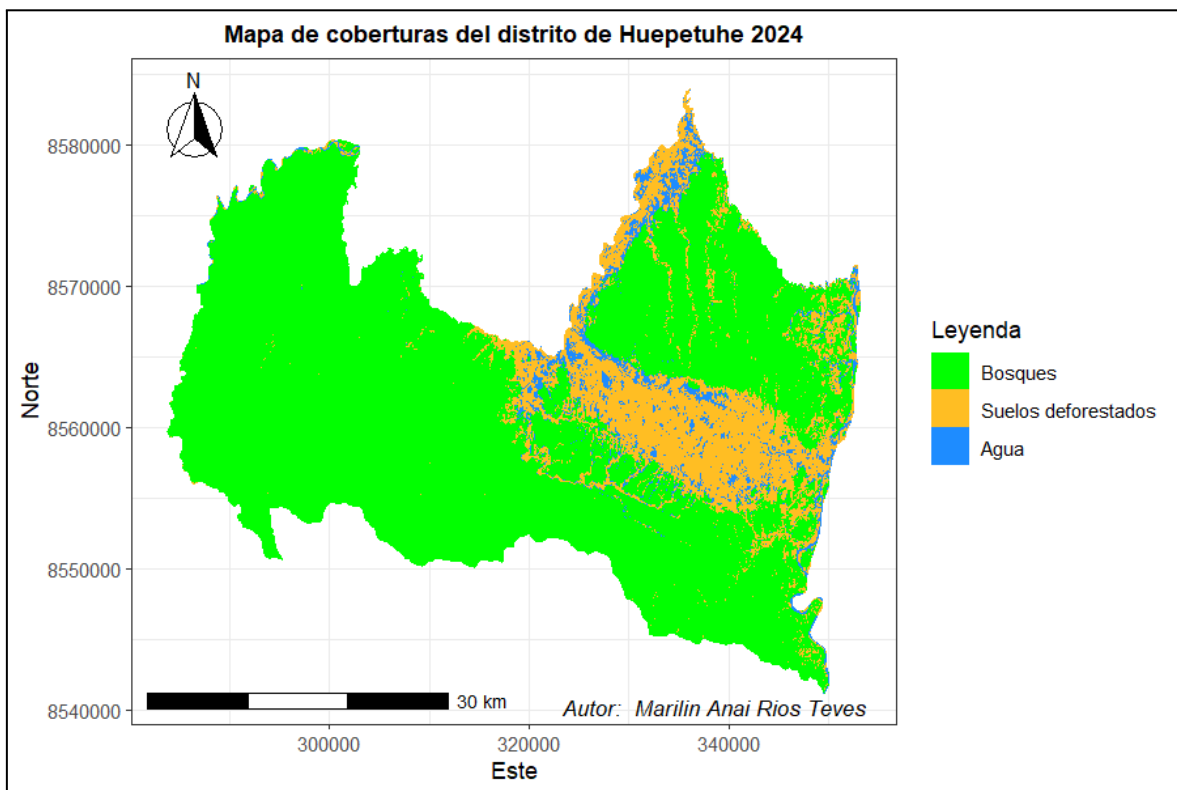 Mapa de coberturas del distrito de Huepetuhe 2024
N
8580000
8570000
8560000
8550000
8540000
Norte
30 km
Autor: Marilin Anai Rios Teves
300000
320000
340000
Este
Leyenda
Bosques
Suelos deforestados
Agua